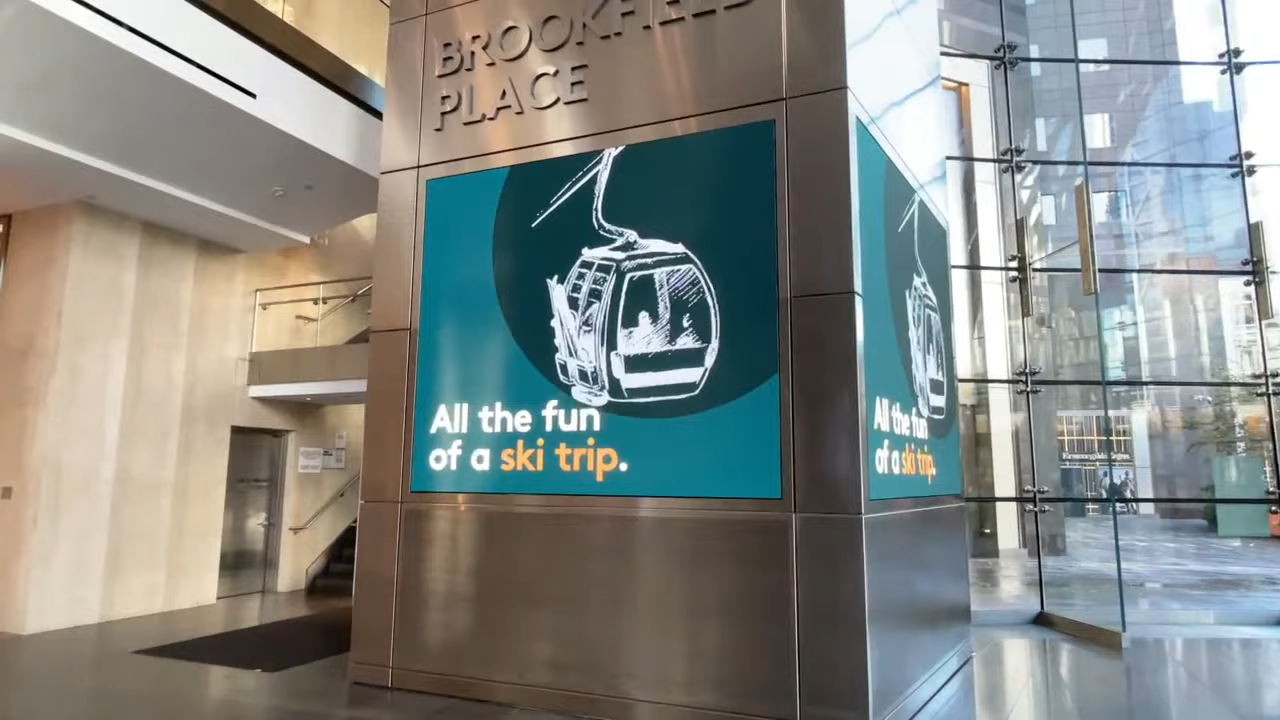 BROOKFIELD
PLACE
All the fun
of a ski trip.
All the fun
of a ski trip.